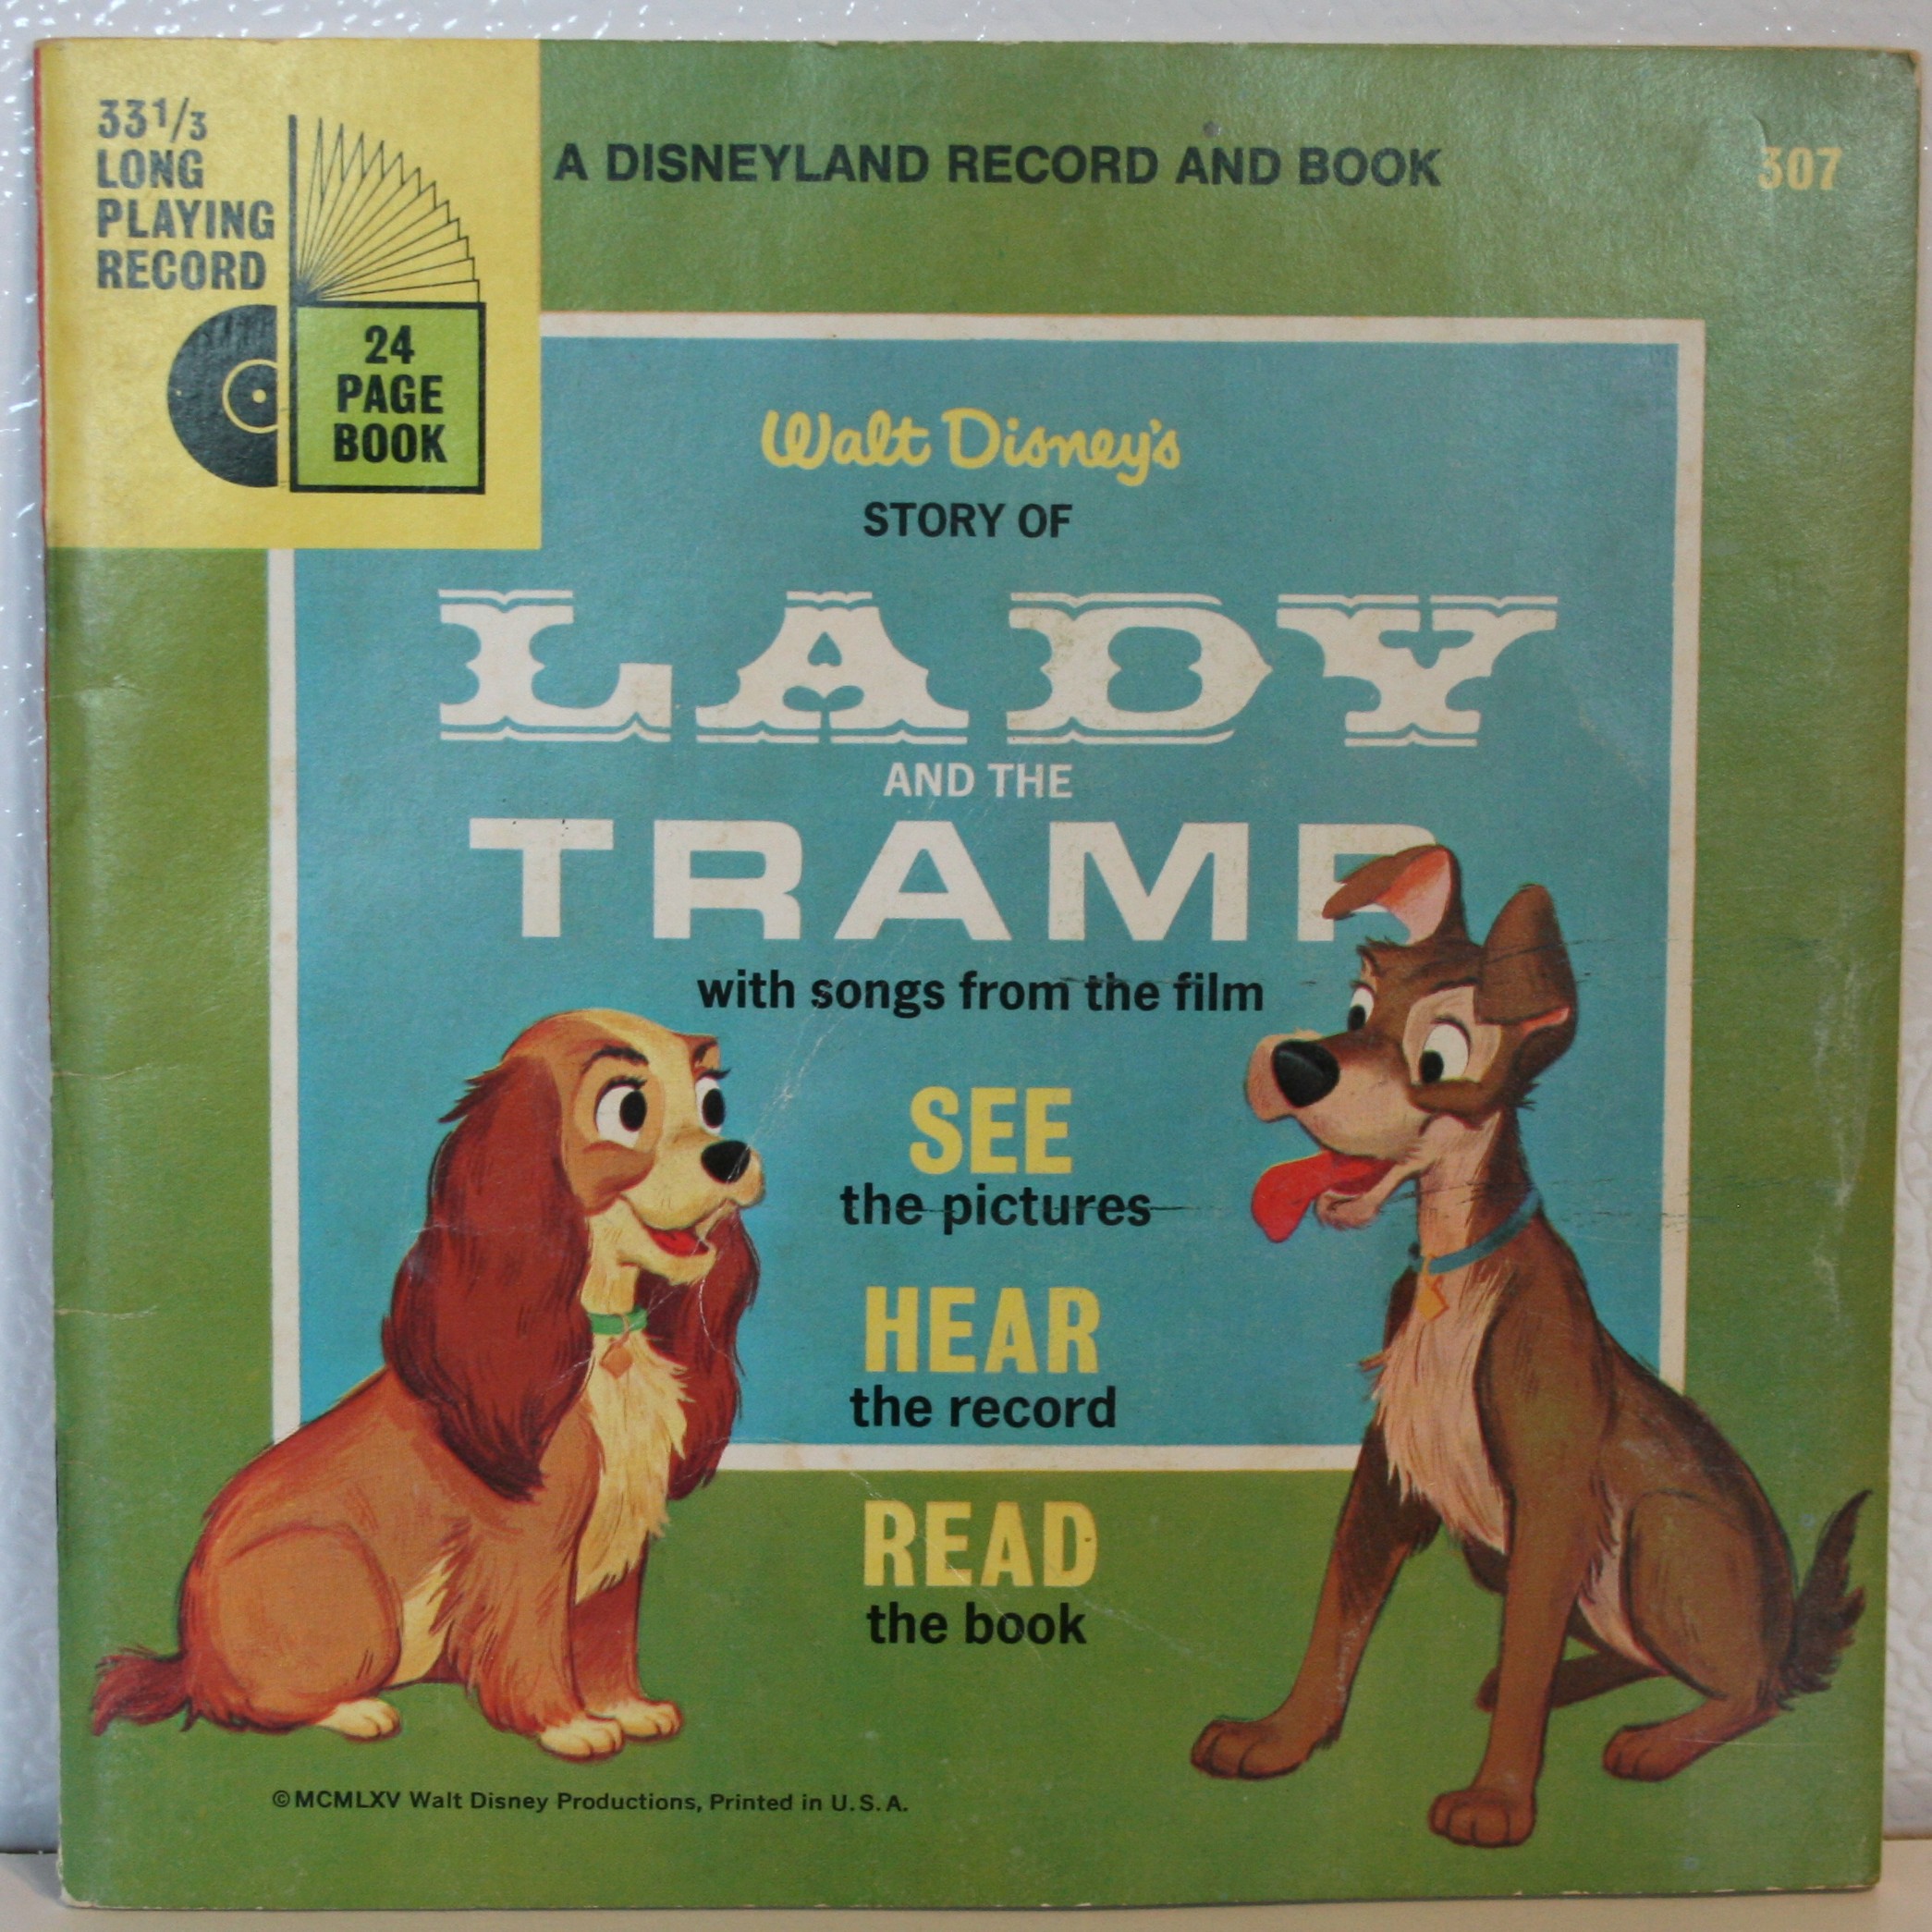 33 1/3
LONG
PLAYING
RECORD
24
PAGE
BOOK
A DISNEYLAND RECORD AND BOOK
307
Walt Disney's
STORY OF
LADY
AND THE
TRAMP
with songs from the film
SEE
the pictures
HEAR
the record
READ
the book
©MCMLXV Walt Disney Productions, Printed in U.S.A.